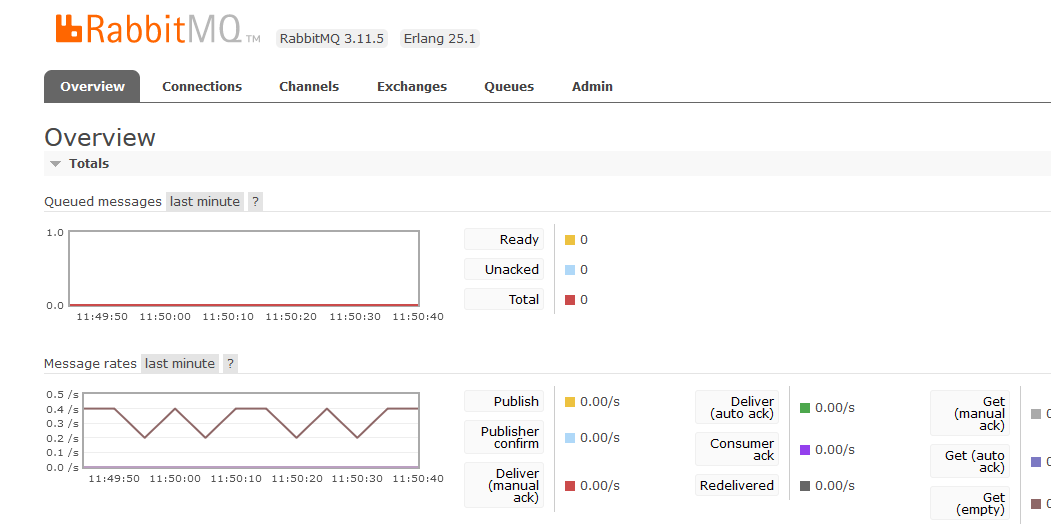 RabbitMQ TM RabbitMQ 3.11.5 Erlang 25.1
Overview Connections Channels Exchanges Queues Admin
Overview
Totals
Queued messages last minute ?
1.0
0.0
11:49:50 11:50:00 11:50:10 11:50:20 11:50:30 11:50:40
Ready 0
Unacked 0
Total 0
Message rates last minute ?
0.5 /s
0.4 /s
0.3 /s
0.2 /s
0.1 /s
0.0 /s
11:49:50 11:50:00 11:50:10 11:50:20 11:50:30 11:50:40
Publish 0.00/s
Publisher
confirm 0.00/s
Deliver
(manual
ack) 0.00/s
Deliver
(auto ack) 0.00/s
Consumer
ack 0.00/s
Redelivered 0.00/s
Get
(manual
ack)
Get (auto
ack)
Get
(empty)